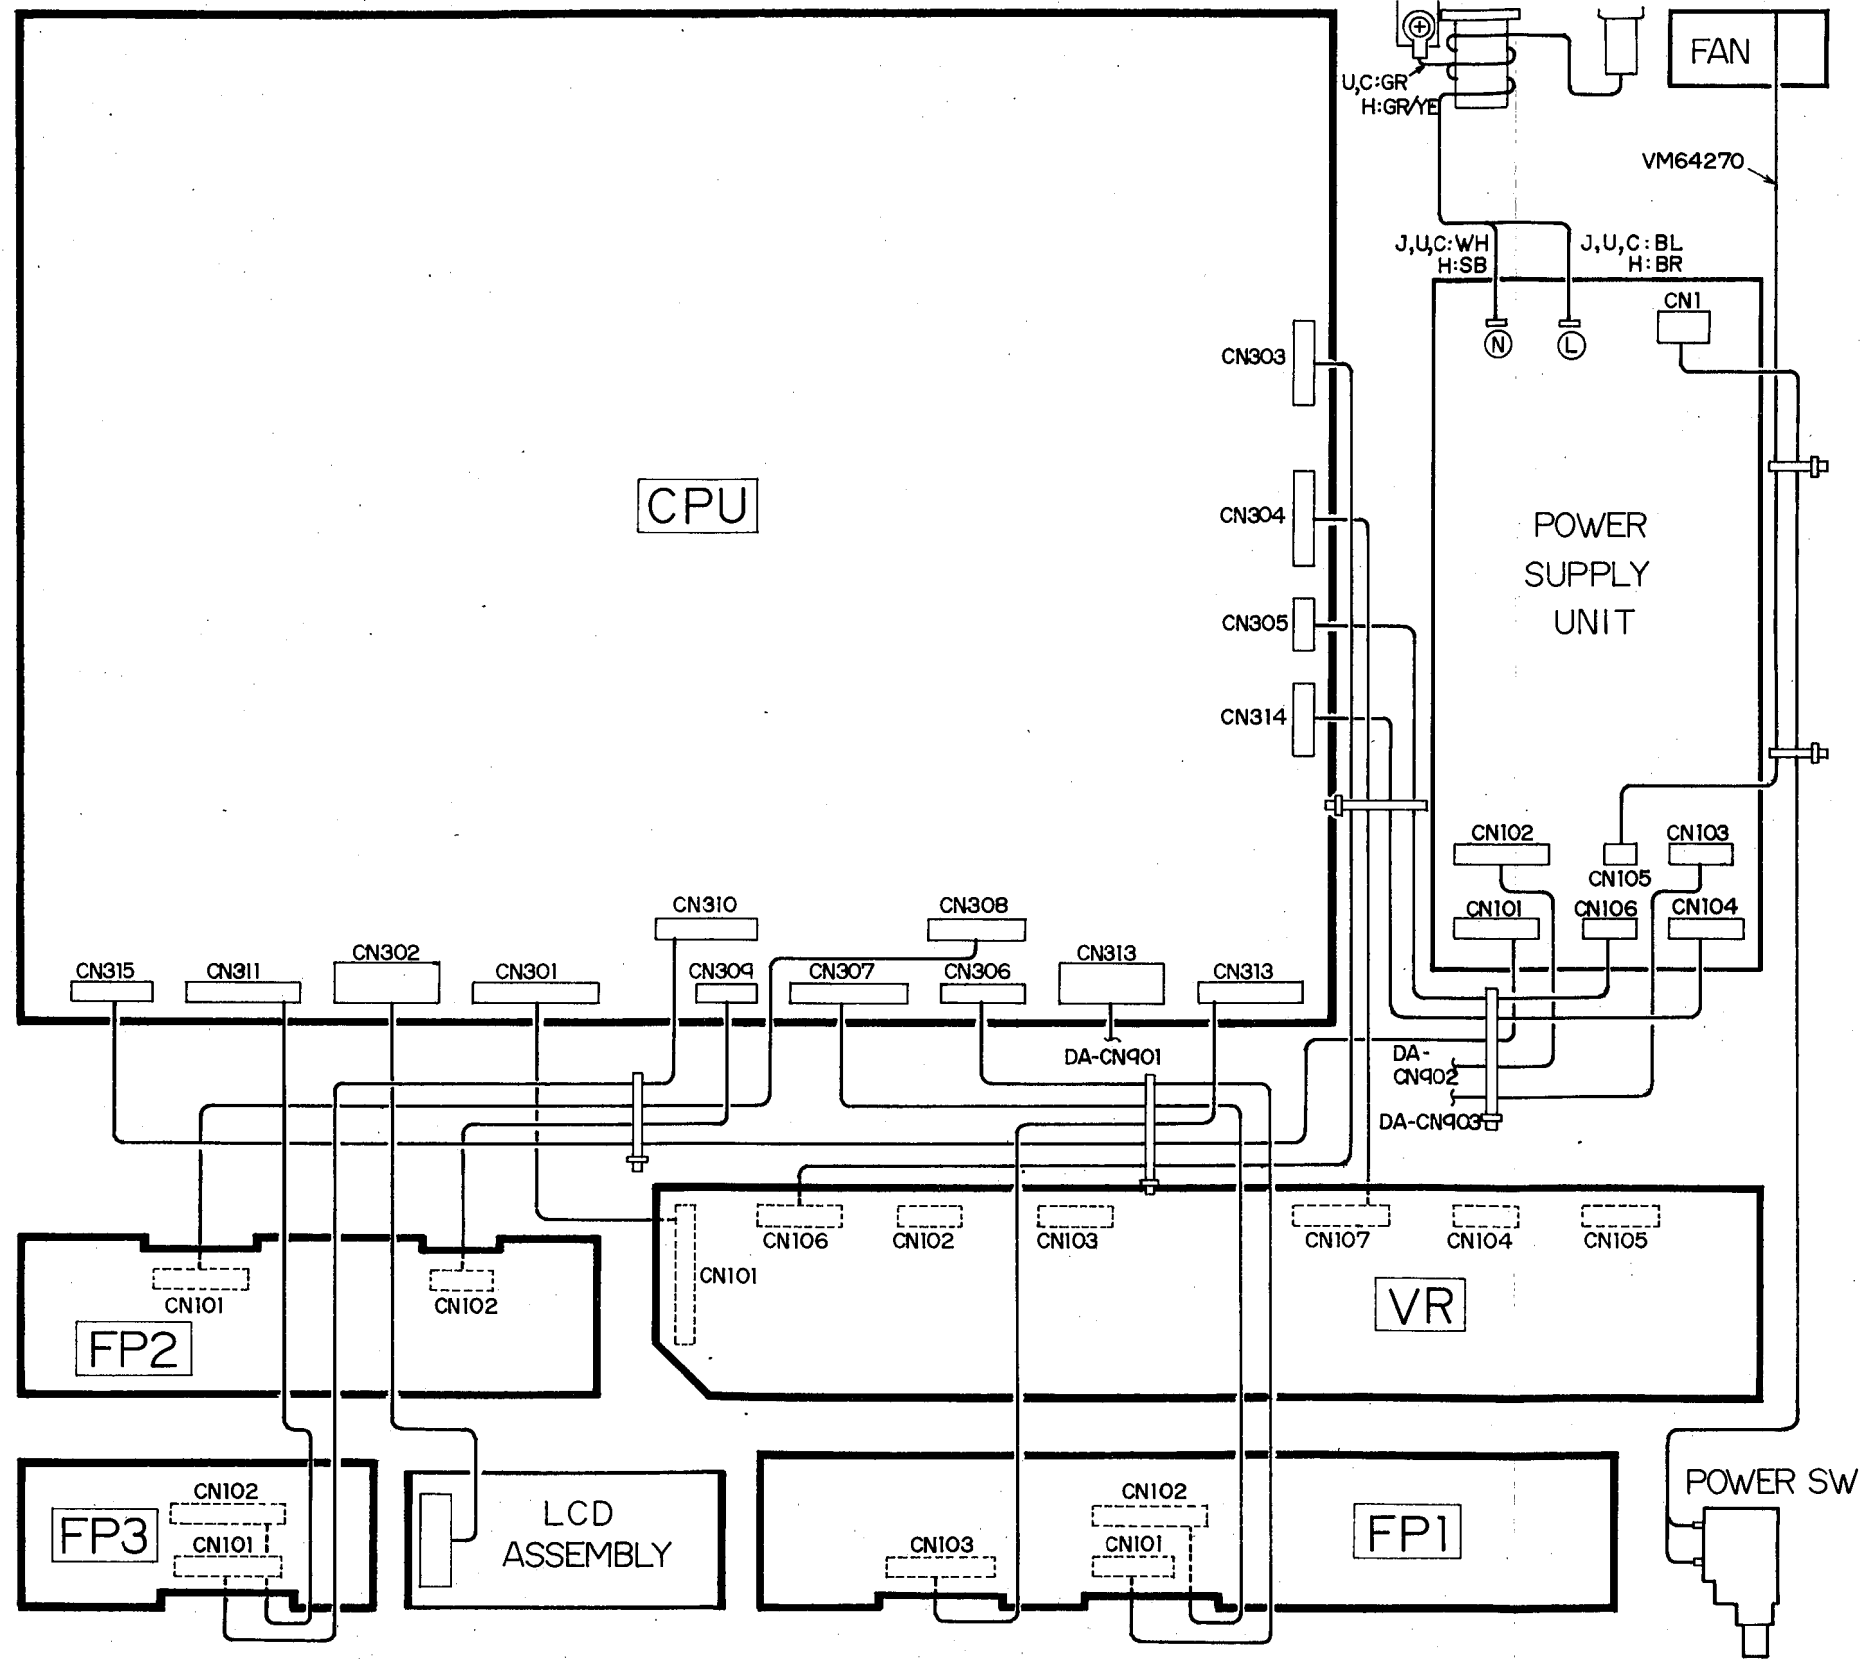 FAN
U,C:GR
H:GR/YE
VM64270
J,U,C:WH
H:SB
J,U,C:BL
H:BR
N
L
CN1
CN303
CPU
CN304
POWER
SUPPLY
UNIT
CN305
CN314
CN102
CN103
CN105
CN101
CN106
CN104
CN310
CN308
CN315
CN311
CN302
CN301
CN309
CN307
CN306
CN313
CN313
DA-CN901
DA-
CN902
DA-CN903
CN106
CN102
CN103
CN107
CN104
CN105
CN101
CN101
CN102
VR
FP2
CN102
CN101
FP3
LCD
ASSEMBLY
CN102
CN103
CN101
FP1
POWER SW